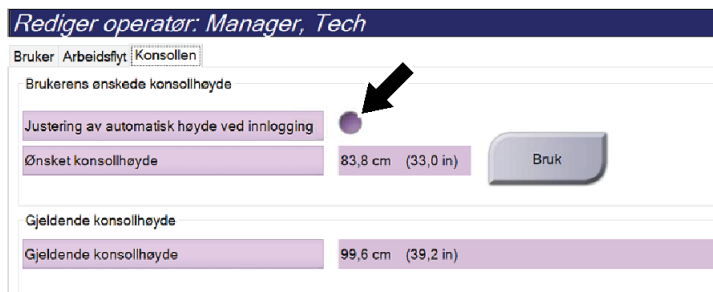 Rediger operatør: Manager, Tech
Bruker Arbeidsflyt Konsollen
Brukerens ønskede konsollhøyde
Justering av automatisk høyde ved innlogging
Ønsket konsollhøyde 83,8 cm (33,0 in) Bruk
Gjeldende konsollhøyde
Gjeldende konsollhøyde 99,6 cm (39,2 in)